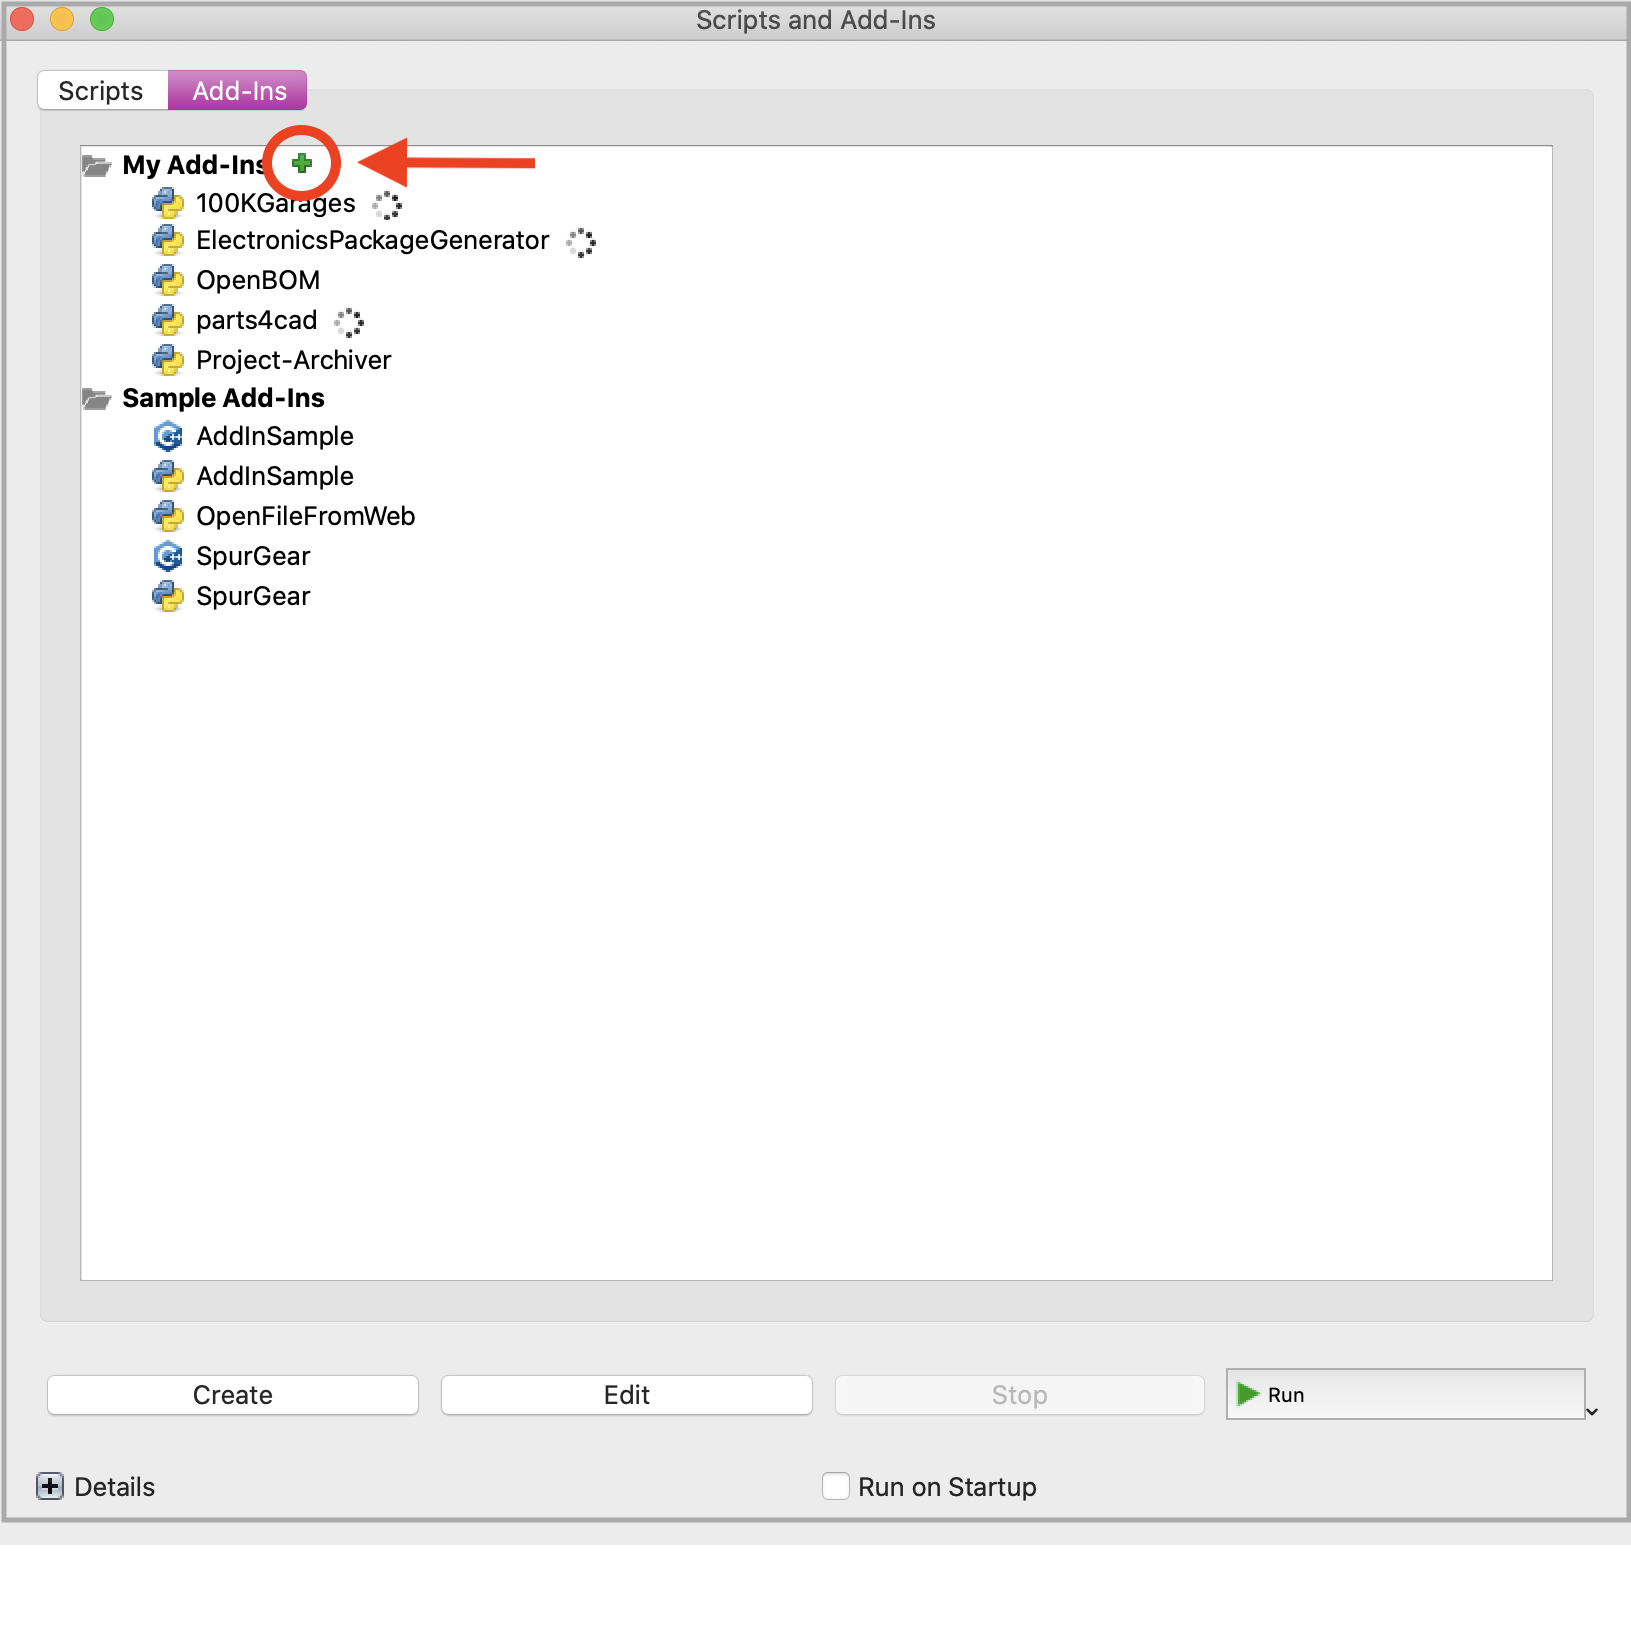 Scripts and Add-Ins
Scripts Add-Ins
My Add-Ins
100KGarages
ElectronicsPackageGenerator
OpenBOM
parts4cad
Project-Archiver
Sample Add-Ins
AddInSample
AddInSample
OpenFileFromWeb
SpurGear
SpurGear
Create Edit Stop Run
Details Run on Startup